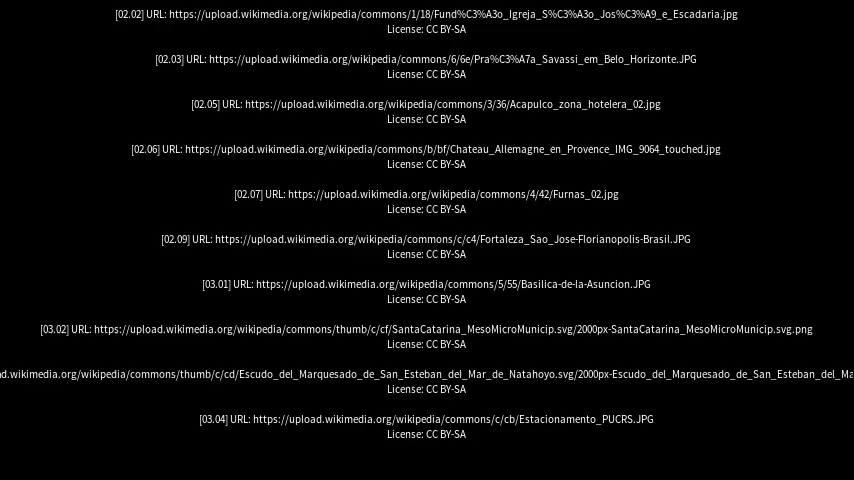 [02.02] URL: https://upload.wikimedia.org/wikipedia/commons/1/18/Fund%C3%A3o_Igreja_S%C3%A3o_Jos%C3%A9_e_Escadaria.jpg
License: CC BY-SA
[02.03] URL: https://upload.wikimedia.org/wikipedia/commons/6/6e/Pra%C3%A7a_Savassi_em_Belo_Horizonte.JPG
License: CC BY-SA
[02.05] URL: https://upload.wikimedia.org/wikipedia/commons/3/36/Acapulco_zona_hotelera_02.jpg
License: CC BY-SA
[02.06] URL: https://upload.wikimedia.org/wikipedia/commons/b/bf/Chateau_Allemagne_en_Provence_IMG_9064_touched.jpg
License: CC BY-SA
[02.07] URL: https://upload.wikimedia.org/wikipedia/commons/4/42/Furnas_02.jpg
License: CC BY-SA
[02.09] URL: https://upload.wikimedia.org/wikipedia/commons/c/c4/Fortaleza_Sao_Jose-Florianopolis-Brasil.JPG
License: CC BY-SA
[03.01] URL: https://upload.wikimedia.org/wikipedia/commons/5/55/Basilica-de-la-Asuncion.JPG
License: CC BY-SA
[03.02] URL: https://upload.wikimedia.org/wikipedia/commons/thumb/c/cf/SantaCatarina_MesoMicroMunicip.svg/2000px-SantaCatarina_MesoMicroMunicip.svg.png
License: CC BY-SA
ad.wikimedia.org/wikipedia/commons/thumb/c/cd/Escudo_del_Marquesado_de_San_Esteban_del_Mar_de_Natahoyo.svg/2000px-Escudo_del_Marquesado_de_San_Esteban_del_Ma
License: CC BY-SA
[03.04] URL: https://upload.wikimedia.org/wikipedia/commons/c/cb/Estacionamento_PUCRS.JPG
License: CC BY-SA